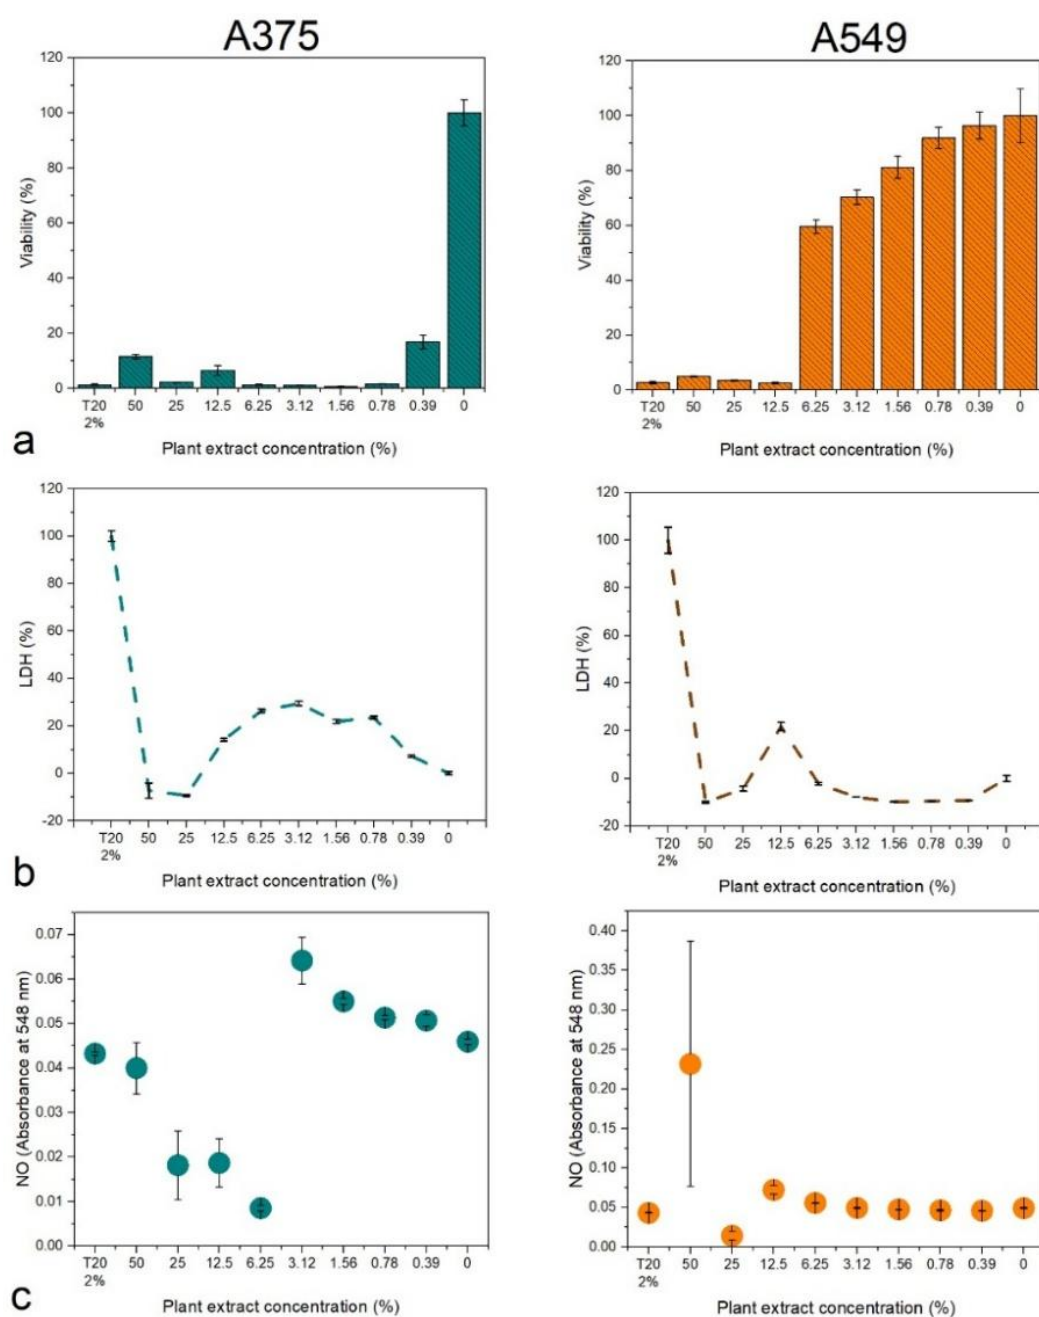 A375
A549
120
100
80
60
40
20
0
Viability (%)
T20 50 25 12.5 6.25 3.12 1.56 0.78 0.39 0
2%
Plant extract concentration (%)
120
100
80
60
40
20
0
Viability (%)
T20 50 25 12.5 6.25 3.12 1.56 0.78 0.39 0
2%
Plant extract concentration (%)
a
120
100
80
60
40
20
0
-20
LDH (%)
T20 50 25 12.5 6.25 3.12 1.56 0.78 0.39 0
2%
Plant extract concentration (%)
120
100
80
60
40
20
0
-20
LDH (%)
T20 50 25 12.5 6.25 3.12 1.56 0.78 0.39 0
2%
Plant extract concentration (%)
b
0.07
0.06
0.05
0.04
0.03
0.02
0.01
0.00
NO (Absorbance at 548 nm)
T20 50 25 12.5 6.25 3.12 1.56 0.78 0.39 0
2%
Plant extract concentration (%)
0.40
0.35
0.30
0.25
0.20
0.15
0.10
0.05
0.00
NO (Absorbance at 548 nm)
T20 50 25 12.5 6.25 3.12 1.56 0.78 0.39 0
2%
Plant extract concentration (%)
c